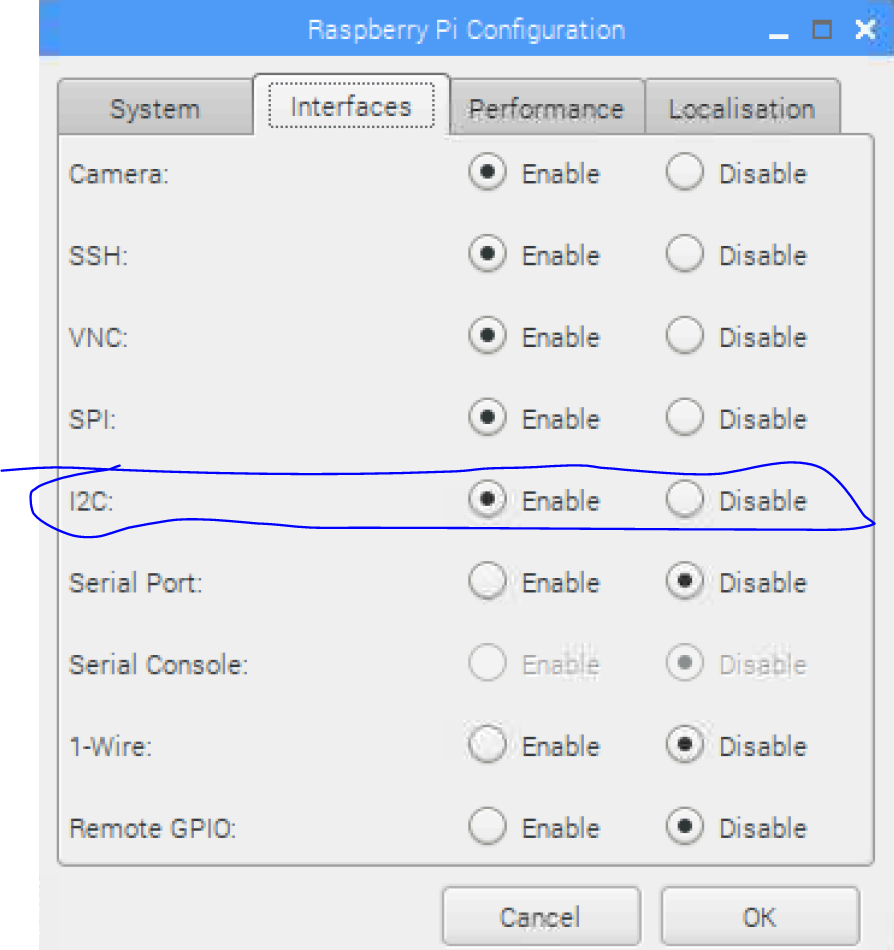 Raspberry Pi Configuration
System Interfaces Performance Localisation
Camera: Enable Disable
SSH: Enable Disable
VNC: Enable Disable
SPI: Enable Disable
I2C: Enable Disable
Serial Port: Enable Disable
Serial Console: Enable Disable
1-Wire: Enable Disable
Remote GPIO: Enable Disable
Cancel OK